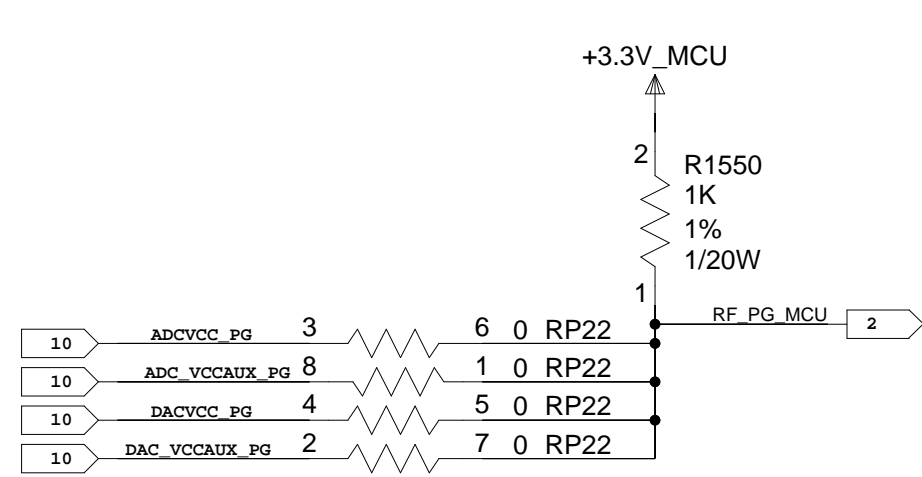 +3.3V_MCU
2
R1550
1K
1%
1/20W
1
RF_PG_MCU 2
10 ADCVCC_PG 3 6 0 RP22
10 ADC_VCCAUX_PG 8 1 0 RP22
10 DACVCC_PG 4 5 0 RP22
10 DAC_VCCAUX_PG 2 7 0 RP22